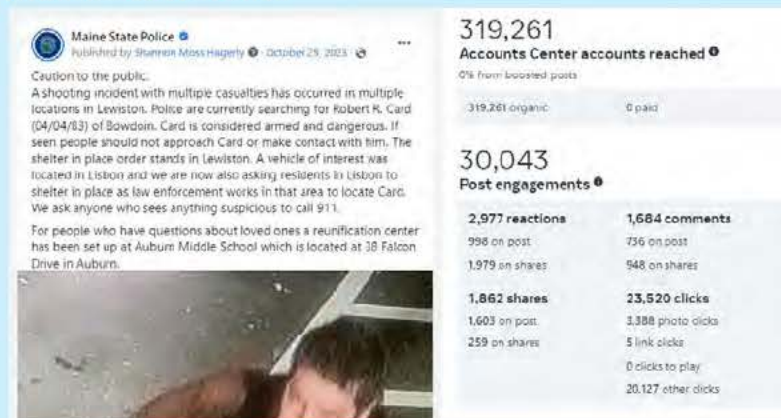 Maine State Police
Published by Shannon Moss Hagerty · October 25, 2023 ·
Caution to the public.
A shooting incident with multiple casualties has occurred in multiple
locations in Lewiston. Police are currently searching for Robert R. Card
(04/04/83) of Bowdoin. Card is considered armed and dangerous. If
seen people should not approach Card or make contact with him. The
shelter in place order stands in Lewiston. A vehicle of interest was
located in Lisbon and we are now also asking residents in Lisbon to
shelter in place as law enforcement works in that area to locate Card.
We ask anyone who sees anything suspicious to call 911.
For people who have questions about loved ones a reunification center
has been set up at Auburn Middle School which is located at 38 Falcon
Drive in Auburn.
319,261
Accounts Center accounts reached
0% from boosted posts
319,261 organic
0 paid
30,043
Post engagements
2,977 reactions
998 on post
1,979 on shares
1,684 comments
736 on post
948 on shares
1,862 shares
1,603 on post
259 on shares
23,520 clicks
3,388 photo clicks
5 link clicks
0 clicks to play
20,127 other clicks